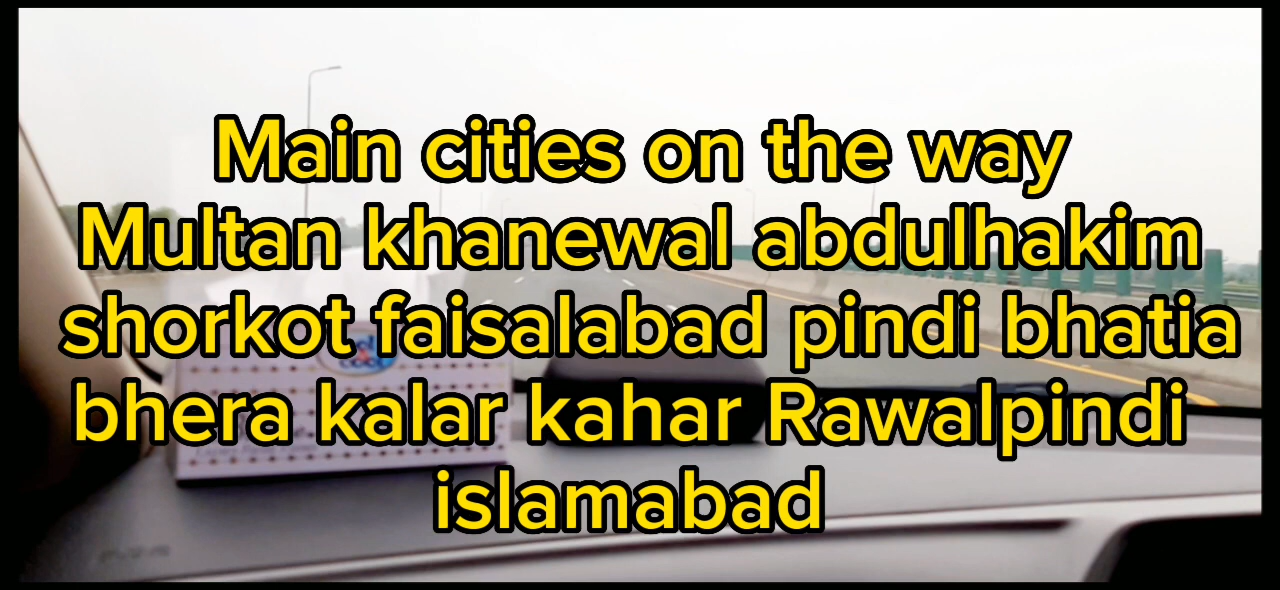 Main cities on the way
Multan khanewal abdulhakim
shorkot faisalabad pindi bhatia
bhera kalar kahar Rawalpindi
islamabad